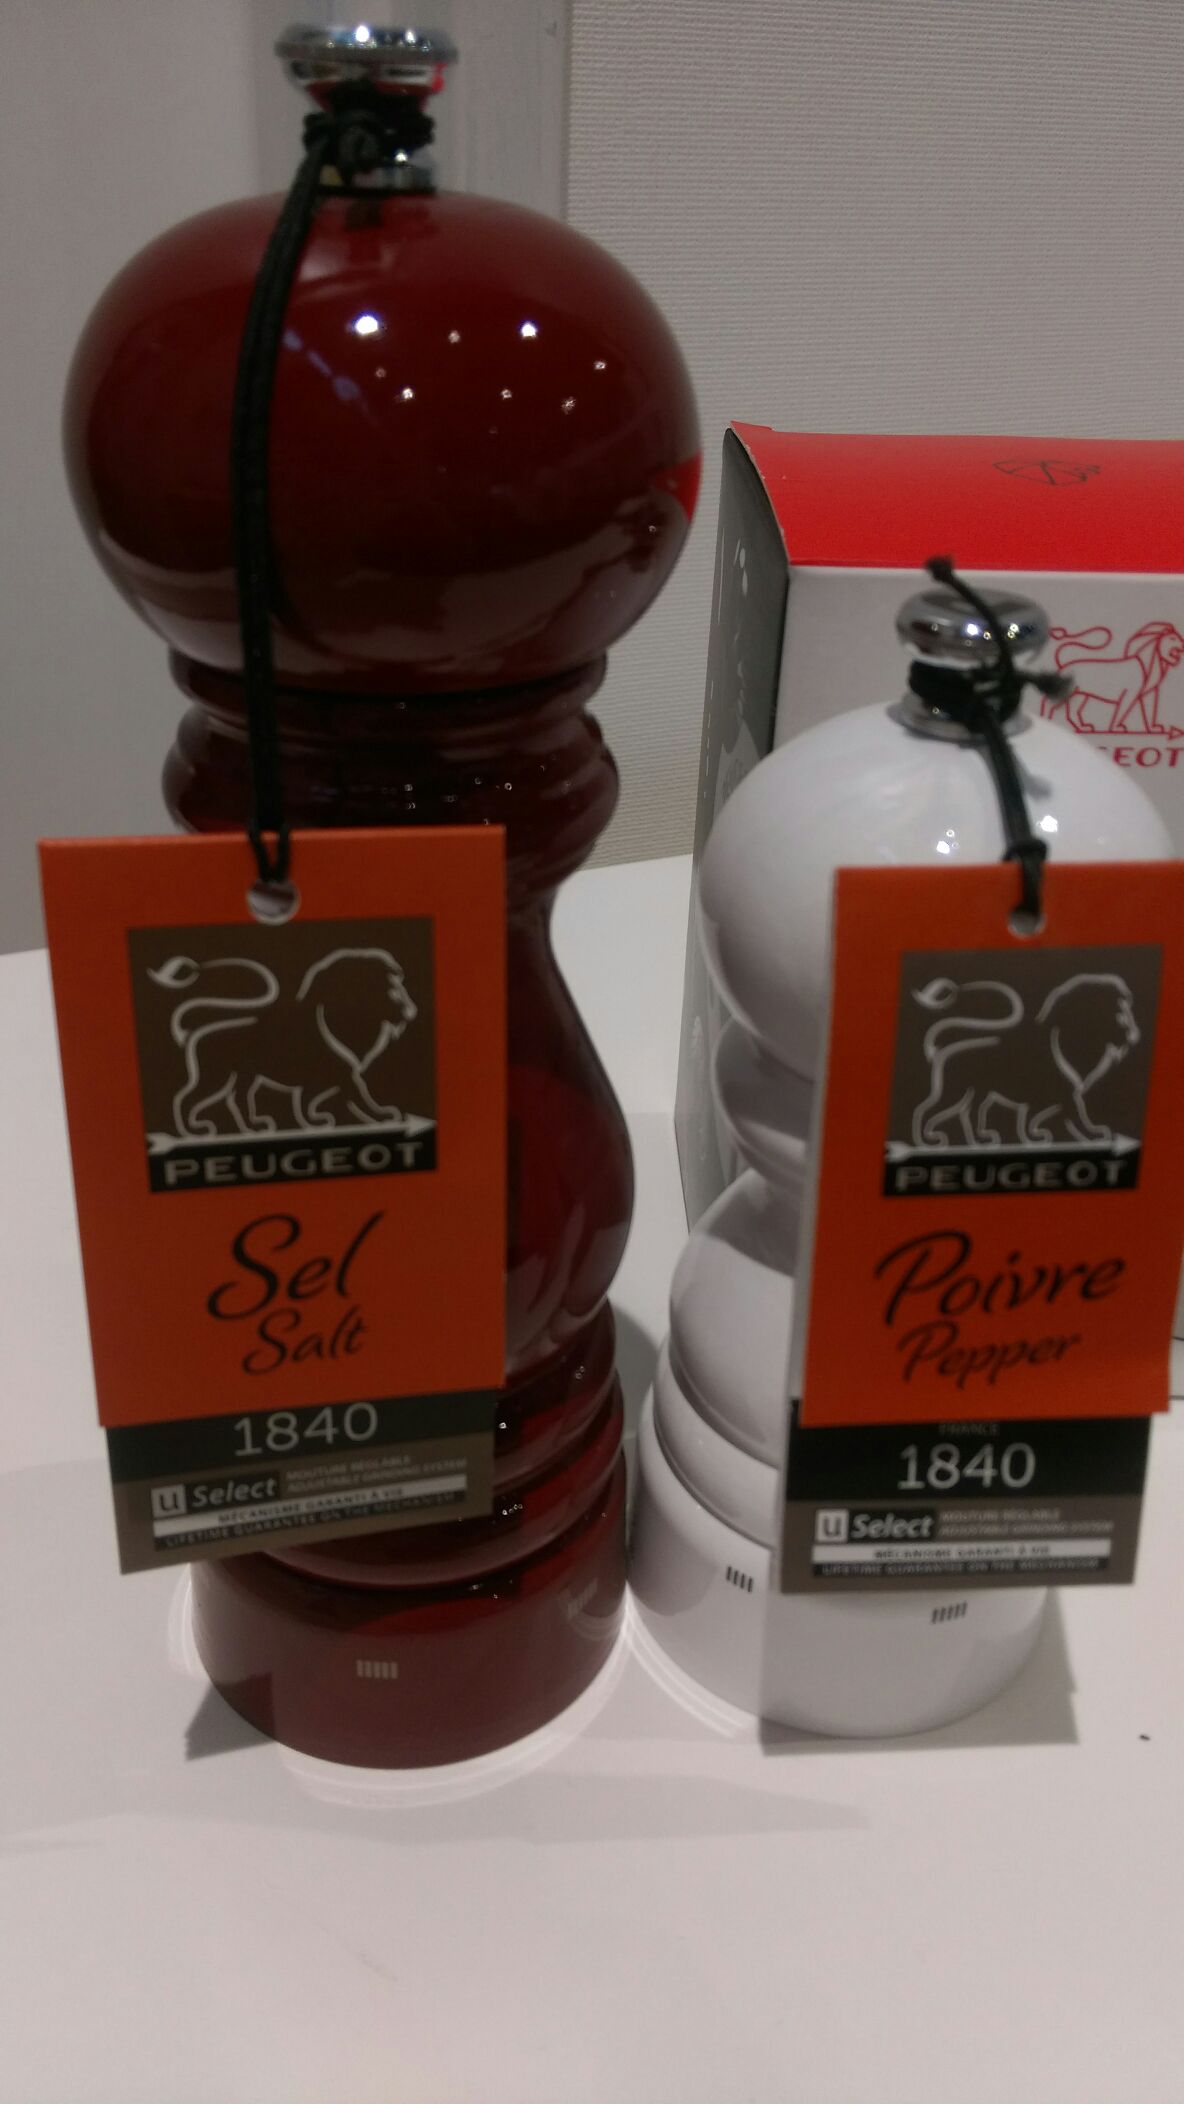 PEUGEOT
Sel
Salt
1840
u Select
MOUTURE RÉGLABLE
ADJUSTABLE GRINDING SYSTEM
MÉCANISME GARANTI À VIE
LIFETIME GUARANTEE ON THE MECHANISM
EOT
PEUGEOT
Poivre
Pepper
FRANCE
1840
u Select
MOUTURE RÉGLABLE
ADJUSTABLE GRINDING SYSTEM
MÉCANISME GARANTI À VIE
LIFETIME GUARANTEE ON THE MECHANISM